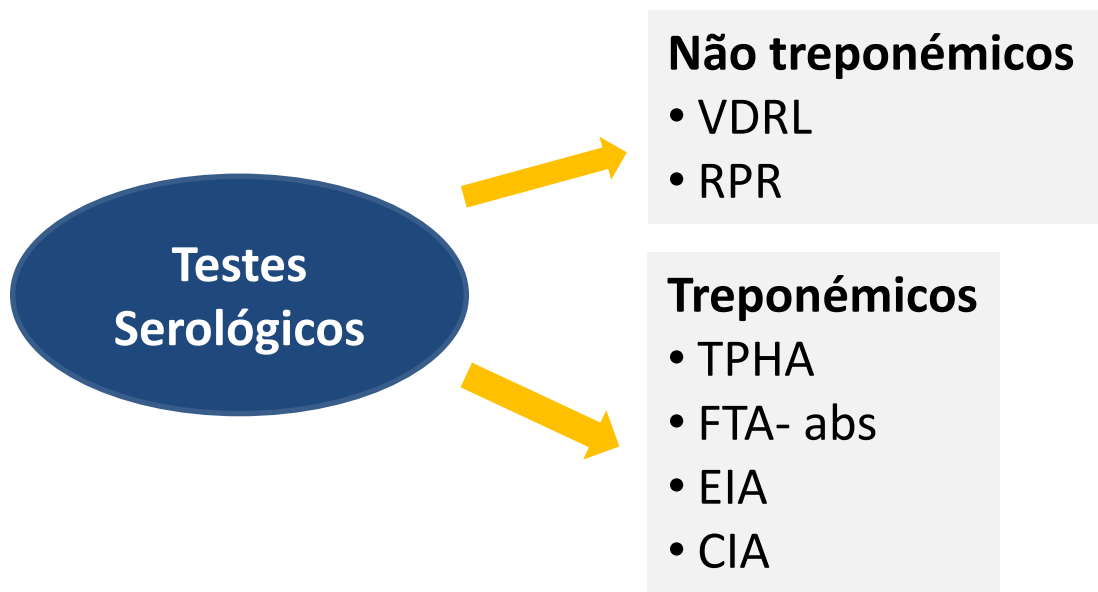 Testes
Serológicos
Não treponémicos
• VDRL
• RPR
Treponémicos
• TPHA
• FTA- abs
• EIA
• CIA